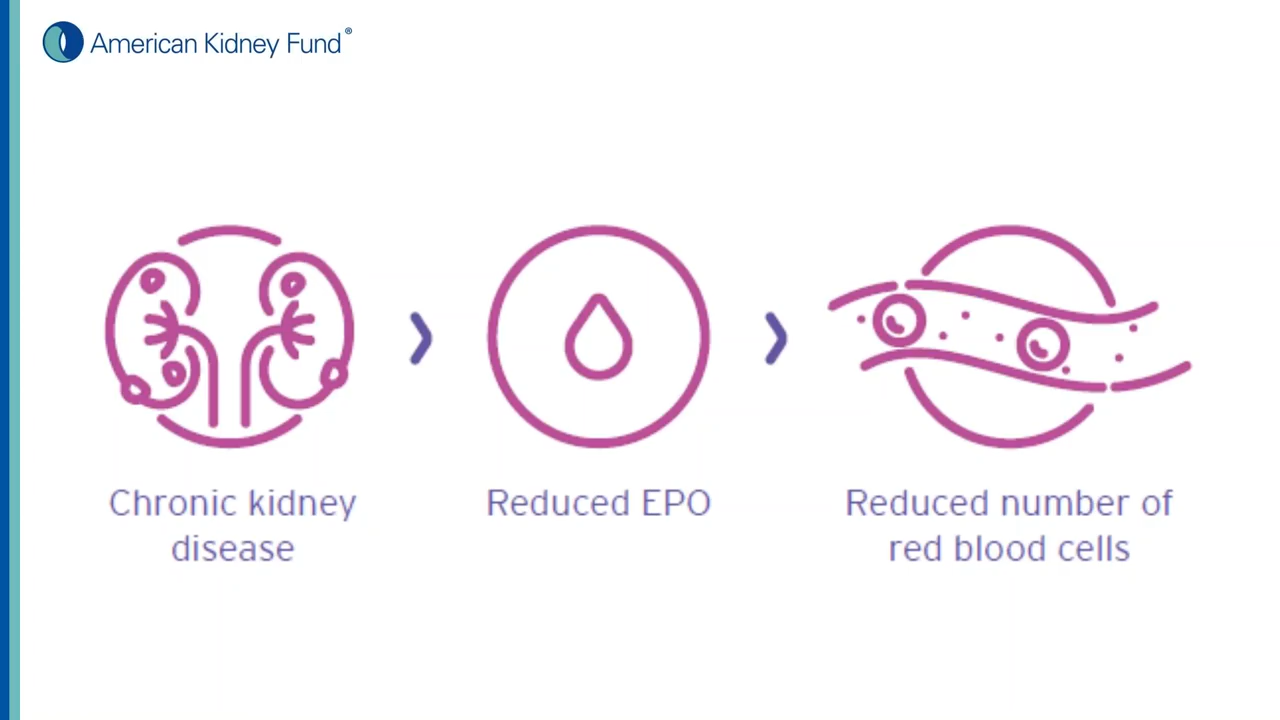 American Kidney Fund®
Chronic kidney
disease
Reduced EPO
Reduced number of
red blood cells